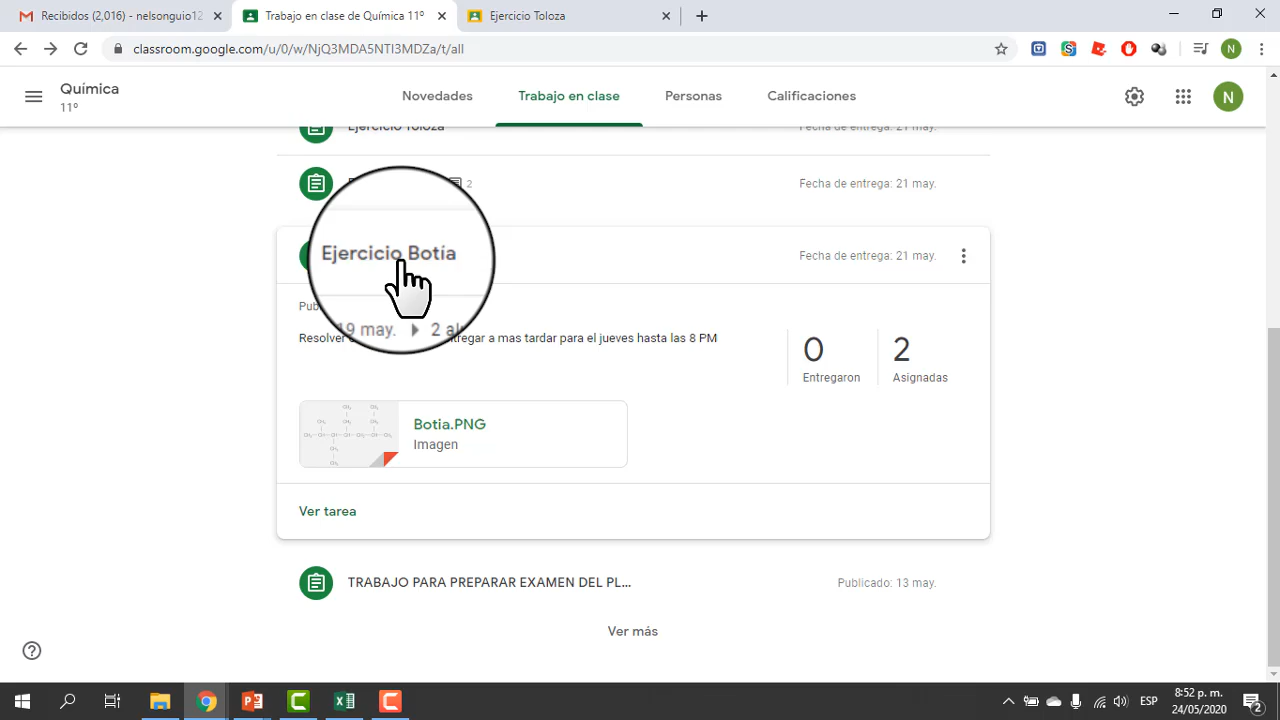 Recibidos (2,016) - nelsonguio12
Trabajo en clase de Química 11º
Ejercicio Toloza
classroom.google.com/u/0/w/NjQ3MDA5NTI3MDZa/t/all
N
Química
11º
Novedades
Trabajo en clase
Personas
Calificaciones
N
Ejercicio Toloza
Fecha de entrega: 21 may.
2
Fecha de entrega: 21 may.
Ejercicio Botía
Fecha de entrega: 21 may.
19 may.
Resolver
entregar a mas tardar para el jueves hasta las 8 PM
0
Entregaron
2
Asignadas
Botia.PNG
Imagen
Ver tarea
TRABAJO PARA PREPARAR EXAMEN DEL PL...
Publicado: 13 may.
Ver más
ESP
8:52 p. m.
24/05/2020
2